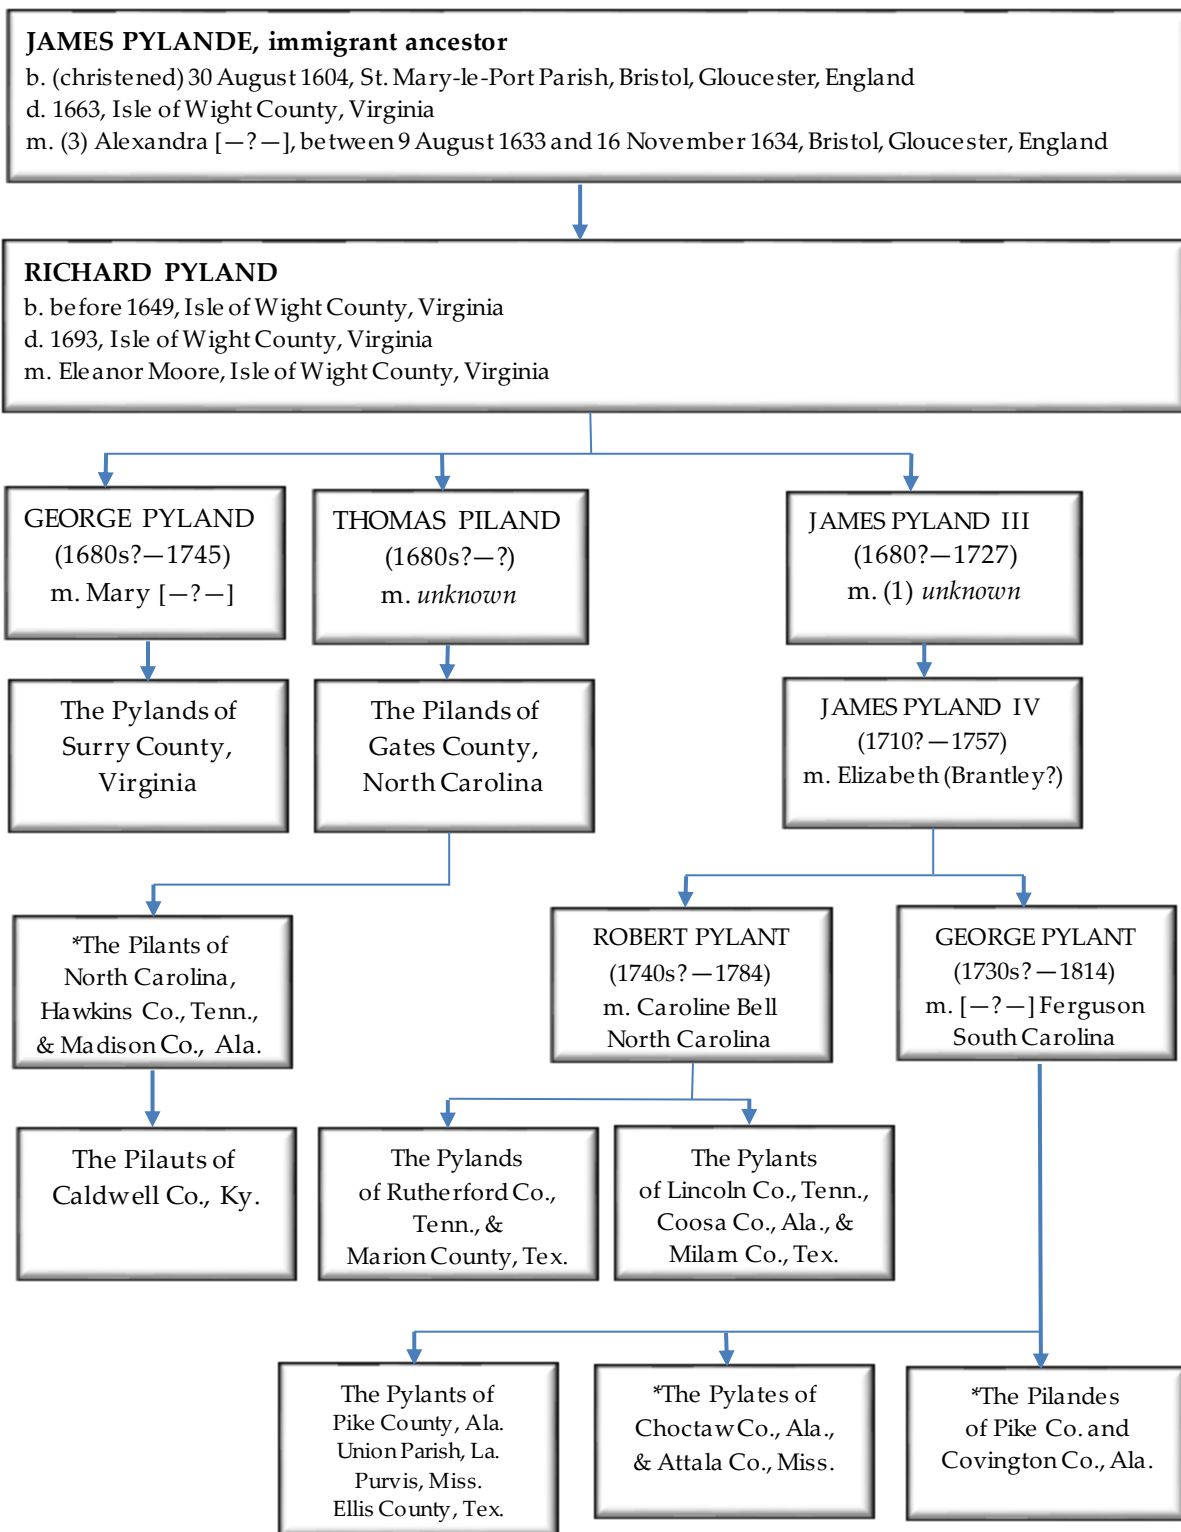 JAMES PYLANDE, immigrant ancestor
b. (christened) 30 August 1604, St. Mary-le-Port Parish, Bristol, Gloucester, England
d. 1663, Isle of Wight County, Virginia
m. (3) Alexandra [—?—], between 9 August 1633 and 16 November 1634, Bristol, Gloucester, England
RICHARD PYLAND
b. before 1649, Isle of Wight County, Virginia
d. 1693, Isle of Wight County, Virginia
m. Eleanor Moore, Isle of Wight County, Virginia
GEORGE PYLAND
(1680s?—1745)
m. Mary [—?—]
THOMAS PILAND
(1680s?—?)
m. unknown
JAMES PYLAND III
(1680?—1727)
m. (1) unknown
The Pylands of
Surry County,
Virginia
The Pilands of
Gates County,
North Carolina
JAMES PYLAND IV
(1710?—1757)
m. Elizabeth (Brantley?)
*The Pilants of
North Carolina,
Hawkins Co., Tenn.,
& Madison Co., Ala.
ROBERT PYLANT
(1740s?—1784)
m. Caroline Bell
North Carolina
GEORGE PYLANT
(1730s?—1814)
m. [—?—] Ferguson
South Carolina
The Pilauts of
Caldwell Co., Ky.
The Pylands
of Rutherford Co.,
Tenn., &
Marion County, Tex.
The Pylants
of Lincoln Co., Tenn.,
Coosa Co., Ala., &
Milam Co., Tex.
The Pylants of
Pike County, Ala.
Union Parish, La.
Purvis, Miss.
Ellis County, Tex.
*The Pylates of
Choctaw Co., Ala.,
& Attala Co., Miss.
*The Pilandes
of Pike Co. and
Covington Co., Ala.